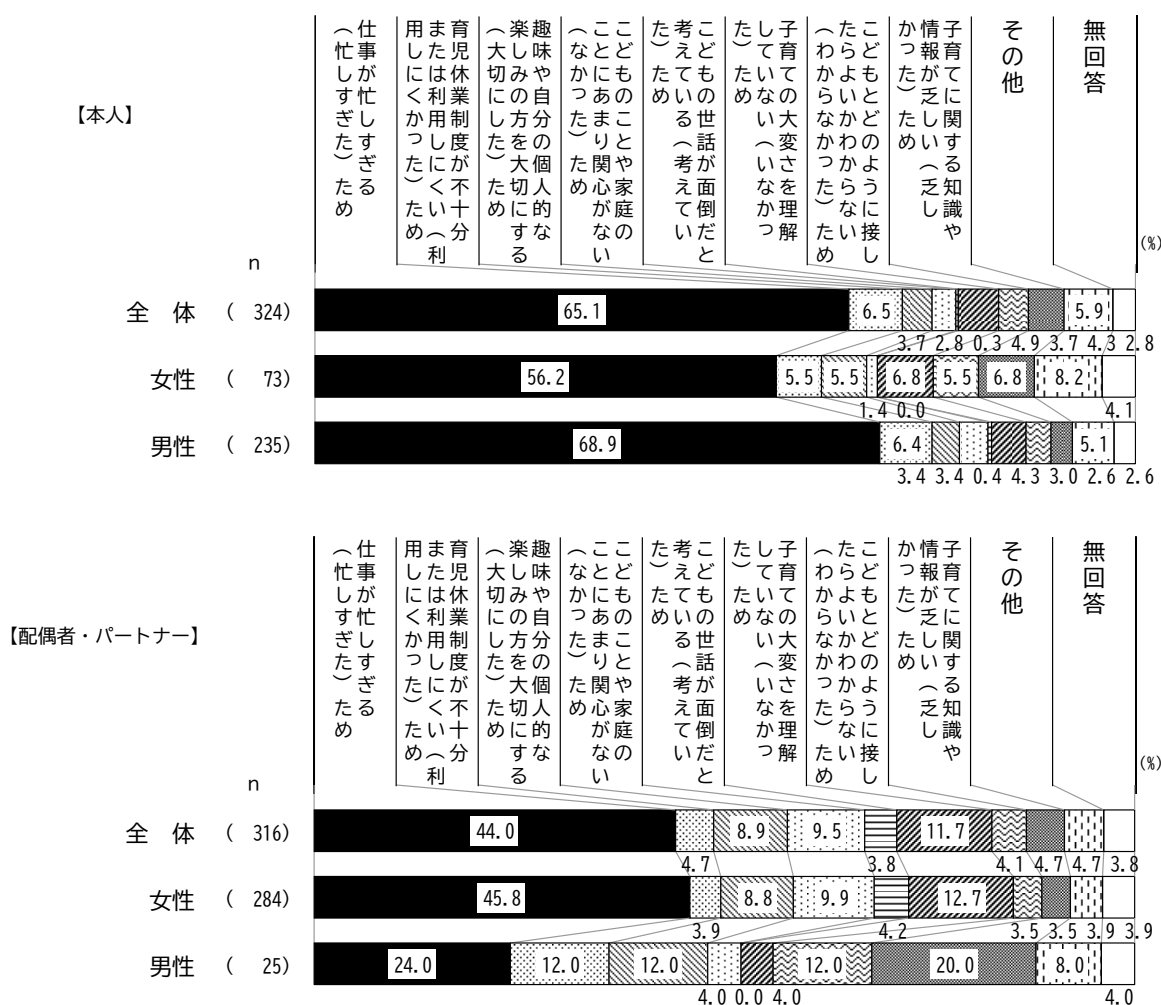 【本人】
仕事が忙しすぎる
（忙しすぎた）ため
育児休業制度が不十分
または利用しにくい（利
用しにくかった）ため
趣味や自分の個人的な
楽しみの方を大切にする
（大切にした）ため
こどものことや家庭の
ことにあまり関心がない
（なかった）ため
こどもの世話が面倒だと
考えている（考えてい
た）ため
子育ての大変さを理解
していない（いなかっ
た）ため
こどもとどのように接し
たらよいかわからない
（わからなかった）ため
子育てに関する知識や
情報が乏しい（乏し
かった）ため
その他
無回答
(%)
n
全 体 ( 324)
65.1 6.5 5.9
3.7 2.8 0.3 4.9 3.7 4.3 2.8
女性 ( 73)
56.2 5.5 5.5 6.8 5.5 6.8 8.2
1.4 0.0 4.1
男性 ( 235)
68.9 6.4 5.1
3.4 3.4 0.4 4.3 3.0 2.6 2.6
【配偶者・パートナー】
仕事が忙しすぎる
（忙しすぎた）ため
育児休業制度が不十分
または利用しにくい（利
用しにくかった）ため
趣味や自分の個人的な
楽しみの方を大切にする
（大切にした）ため
こどものことや家庭の
ことにあまり関心がない
（なかった）ため
こどもの世話が面倒だと
考えている（考えてい
た）ため
子育ての大変さを理解
していない（いなかっ
た）ため
こどもとどのように接し
たらよいかわからない
（わからなかった）ため
子育てに関する知識や
情報が乏しい（乏し
かった）ため
その他
無回答
(%)
n
全 体 ( 316)
44.0 8.9 9.5 11.7
4.7 3.8 4.1 4.7 4.7 3.8
女性 ( 284)
45.8 8.8 9.9 12.7
3.9 4.2 3.5 3.5 3.9 3.9
男性 ( 25)
24.0 12.0 12.0 12.0 20.0 8.0
4.0 0.0 4.0 4.0